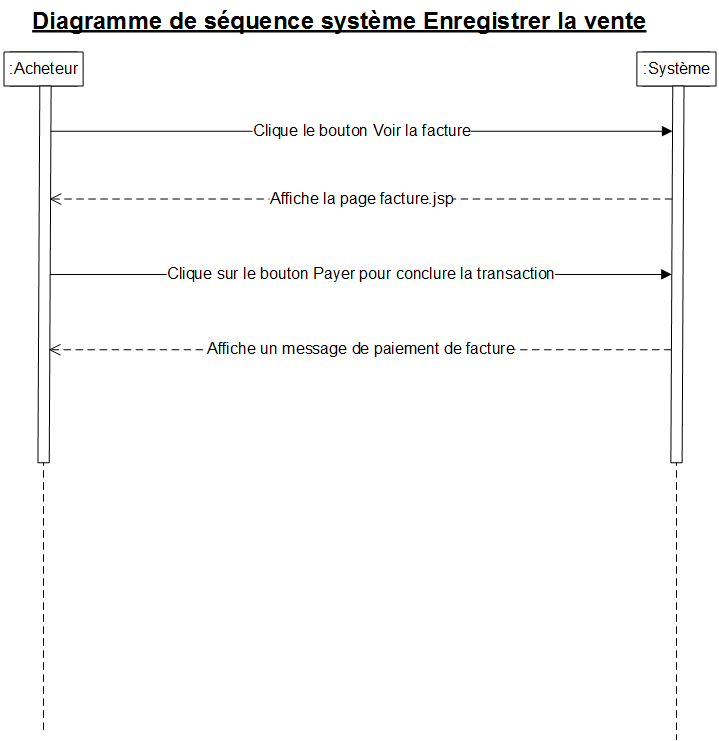 Diagramme de séquence système Enregistrer la vente
:Acheteur
:Système
Clique le bouton Voir la facture
Affiche la page facture.jsp
Clique sur le bouton Payer pour conclure la transaction
Affiche un message de paiement de facture